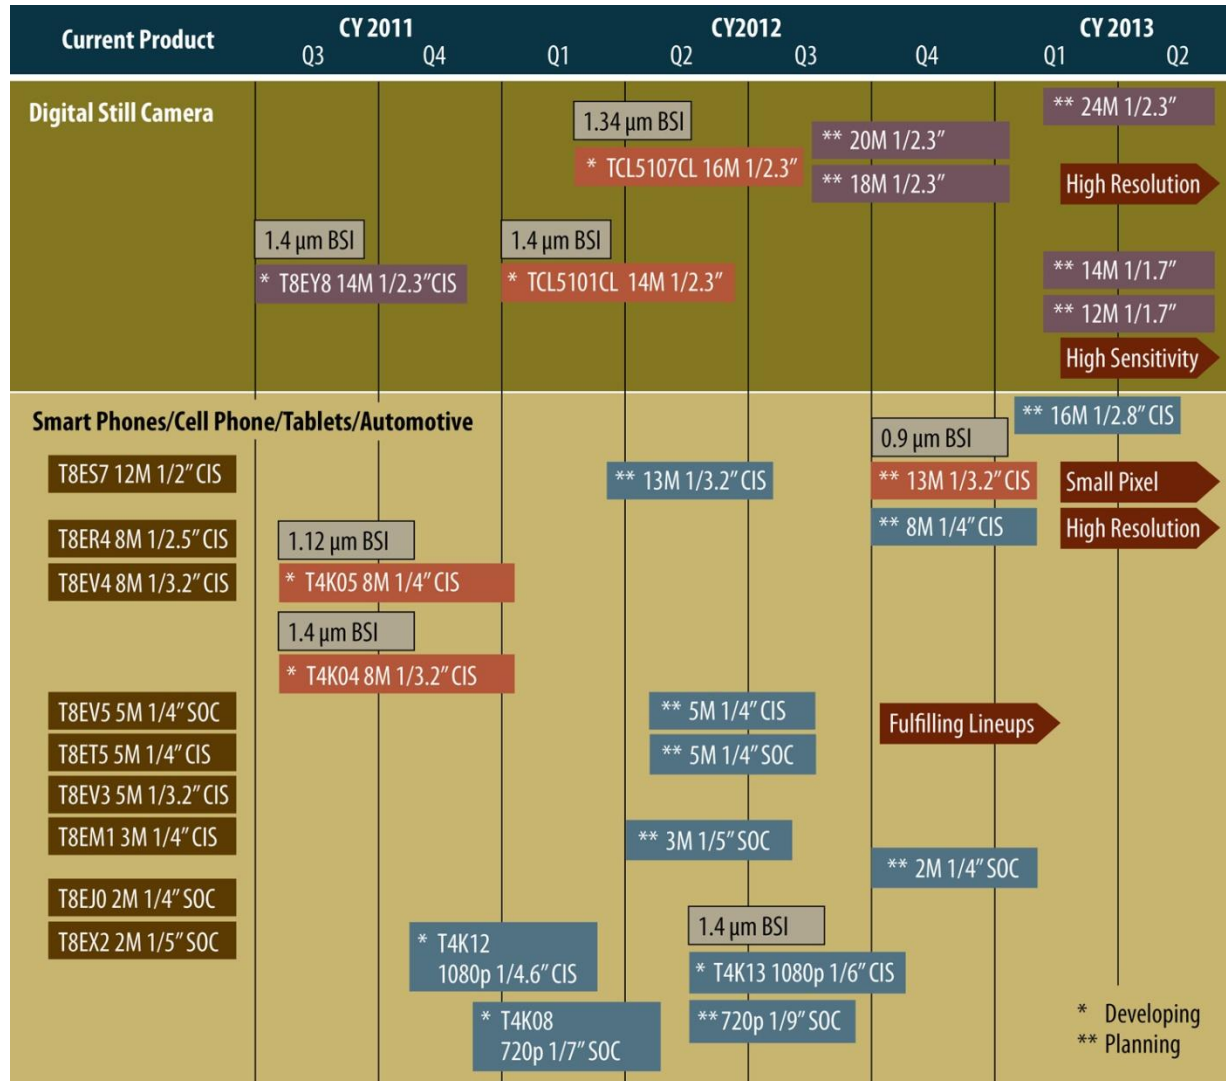 Current Product
CY 2011
CY2012
CY 2013
Q3
Q4
Q1
Q2
Q3
Q4
Q1
Q2
Digital Still Camera
** 24M 1/2.3”
1.34 µm BSI
** 20M 1/2.3”
* TCL5107CL 16M 1/2.3”
** 18M 1/2.3”
High Resolution
1.4 µm BSI
1.4 µm BSI
* T8EY8 14M 1/2.3”CIS
* TCL5101CL 14M 1/2.3”
** 14M 1/1.7”
** 12M 1/1.7”
High Sensitivity
Smart Phones/Cell Phone/Tablets/Automotive
** 16M 1/2.8” CIS
0.9 µm BSI
T8ES7 12M 1/2” CIS
** 13M 1/3.2” CIS
** 13M 1/3.2” CIS
Small Pixel
T8ER4 8M 1/2.5” CIS
1.12 µm BSI
** 8M 1/4” CIS
High Resolution
T8EV4 8M 1/3.2” CIS
* T4K05 8M 1/4” CIS
1.4 µm BSI
* T4K04 8M 1/3.2” CIS
T8EV5 5M 1/4” SOC
** 5M 1/4” CIS
Fulfilling Lineups
T8ET5 5M 1/4” CIS
** 5M 1/4” SOC
T8EV3 5M 1/3.2” CIS
T8EM1 3M 1/4” CIS
** 3M 1/5” SOC
** 2M 1/4” SOC
T8EJ0 2M 1/4” SOC
T8EX2 2M 1/5” SOC
1.4 µm BSI
* T4K12
1080p 1/4.6” CIS
* T4K13 1080p 1/6” CIS
* T4K08
720p 1/7” SOC
**720p 1/9” SOC
* Developing
** Planning